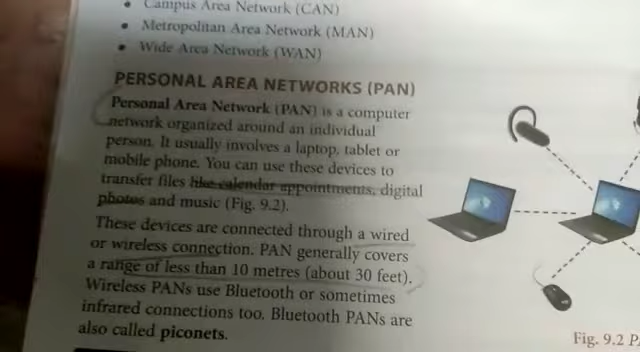 • Campus Area Network (CAN)
• Metropolitan Area Network (MAN)
• Wide Area Network (WAN)
PERSONAL AREA NETWORKS (PAN)
Personal Area Network (PAN) is a computer
network organized around an individual
person. It usually involves a laptop, tablet or
mobile phone. You can use these devices to
transfer files like calendar appointments, digital
photos and music (Fig. 9.2).
These devices are connected through a wired
or wireless connection. PAN generally covers
a range of less than 10 metres (about 30 feet).
Wireless PANs use Bluetooth or sometimes
infrared connections too. Bluetooth PANs are
also called piconets.
Fig. 9.2